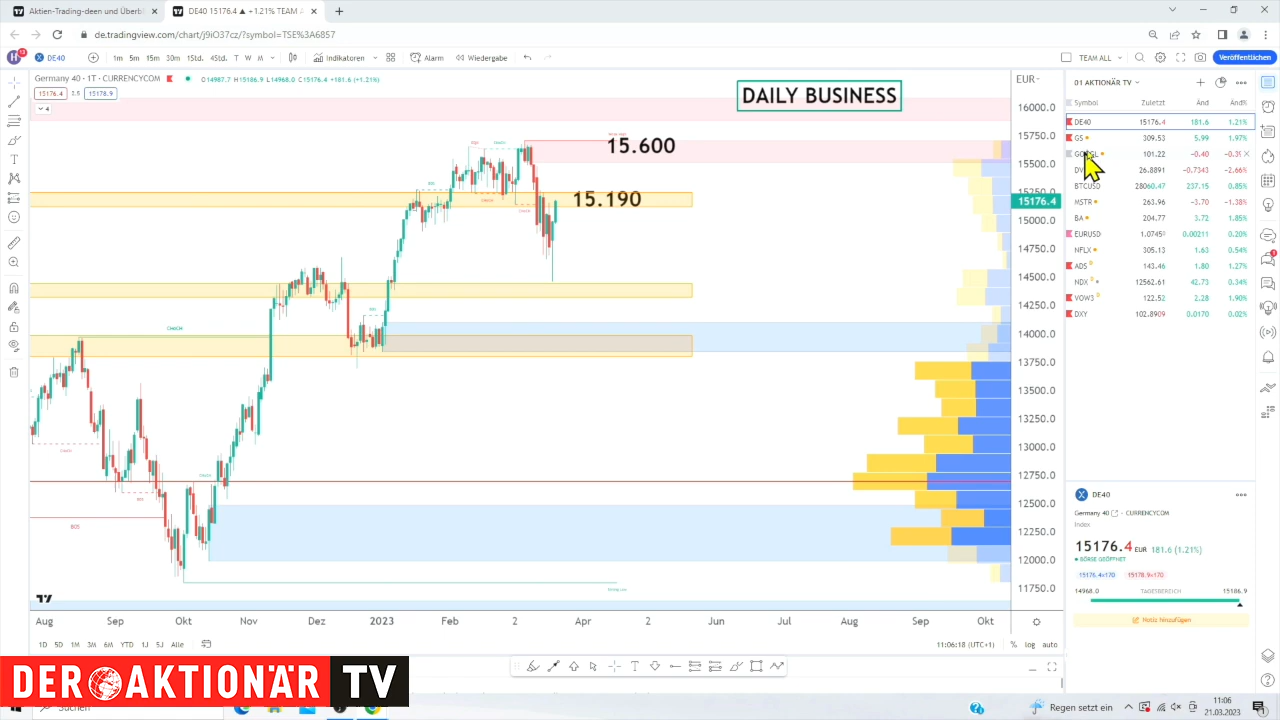 Aktien-Trading-deen und Überbl
DE40 15176.4 ▲ +1.21% TEAM A
de.tradingview.com/chart/j9iO37cz/?symbol=TSE%3A6857
H
DE40
1m 5m 15m 30m 1Std. 4Std. T W M
Indikatoren
Alarm
Wiedergabe
TEAM ALL
Veröffentlichen
Germany 40 · 1T · CURRENCYCOM
O14987.7 H15186.9 L14968.0 C15176.4 +181.6 (+1.21%)
15176.4 2.5 15178.9
4
DAILY BUSINESS
15.600
15.190
CHoCH
BOS
EUR
16000.0
15750.0
15500.0
15250.0
15176.4
15000.0
14750.0
14500.0
14250.0
14000.0
13750.0
13500.0
13250.0
13000.0
12750.0
12500.0
12250.0
12000.0
11750.0
Aug Sep Okt Nov Dez 2023 Feb 2 Apr 2 Jun Jul Aug Sep Okt
1D 5D 1M 3M 6M YTD 1J 5J Alle
11:06:18 (UTC+1) % log auto
01 AKTIONÄR TV
Symbol Zuletzt Änd Änd%
DE40 15176.4 181.6 1.21%
GS 309.53 5.99 1.97%
101.22 −0.40 −0.39
26.8891 −0.7343 −2.66%
BTCUSD 28060.47 237.15 0.85%
MSTR 263.96 −3.70 −1.38%
BA 204.77 3.72 1.85%
EURUSD 1.0745 0.00211 0.20%
NFLX 305.13 1.63 0.54%
ADS 143.46 1.80 1.27%
NDX 12562.61 42.73 0.34%
VOW3 122.52 2.28 1.90%
DXY 102.8909 0.0170 0.02%
DE40
Germany 40 · CURRENCYCOM
Index
15176.4 EUR 181.6 (1.21%)
BÖRSE GEÖFFNET
15176.4×170 15178.9×170
14968.0 TAGESBEREICH 15186.9
Notiz hinzufügen
DER AKTIONÄR TV
Suchen
Regen setzt ein
11:06
21.03.2023